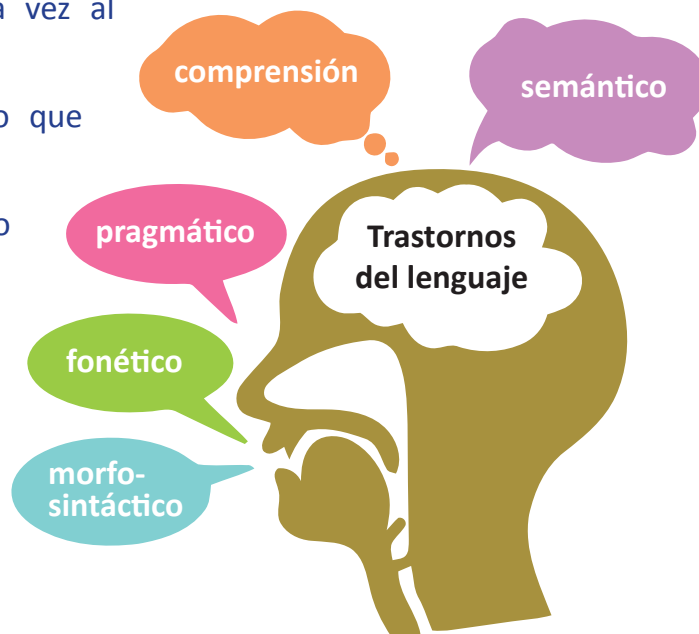 a vez al
comprensión
semántico
o que
pragmático
o
Trastornos
del lenguaje
fonético
morfo-
sintáctico